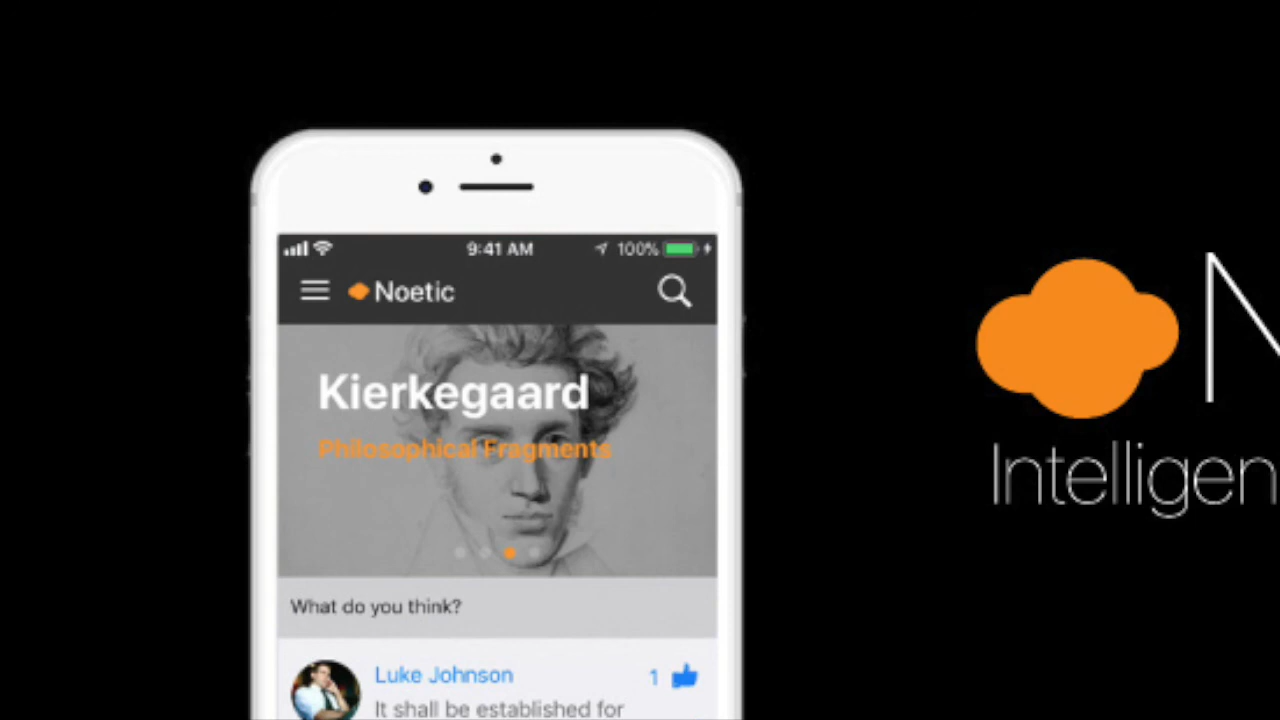 9:41 AM
100%
Noetic
Kierkegaard
Philosophical Fragments
What do you think?
Luke Johnson
1
It shall be established for
N
Intelligen